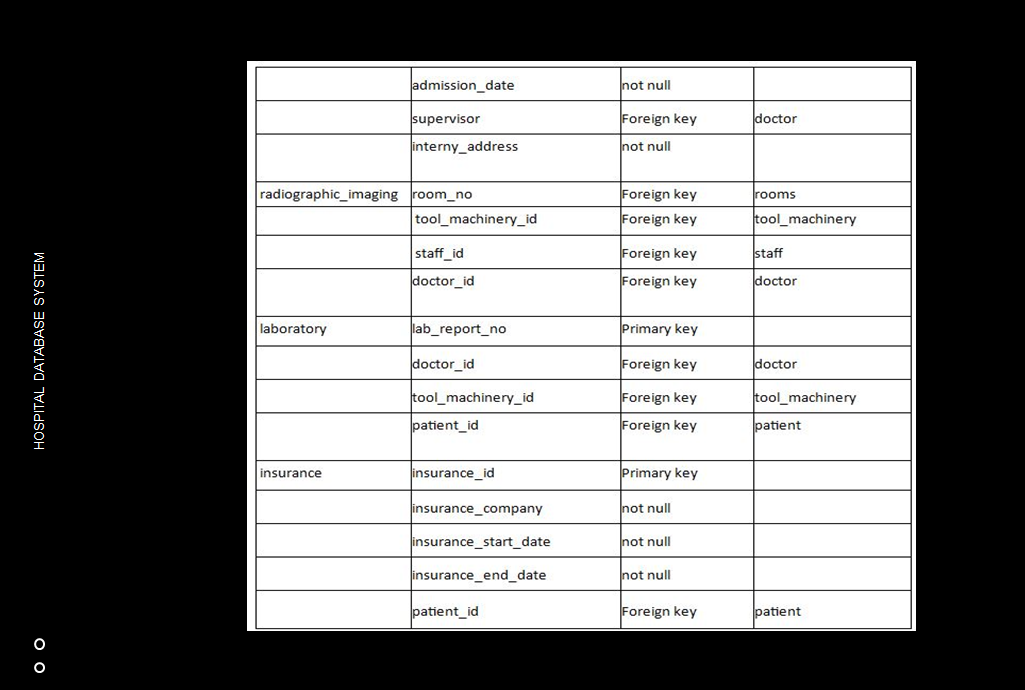 HOSPITAL DATABASE SYSTEM
admission_date not null
supervisor Foreign key doctor
interny_address not null
radiographic_imaging room_no Foreign key rooms
tool_machinery_id Foreign key tool_machinery
staff_id Foreign key staff
doctor_id Foreign key doctor
laboratory lab_report_no Primary key
doctor_id Foreign key doctor
tool_machinery_id Foreign key tool_machinery
patient_id Foreign key patient
insurance insurance_id Primary key
insurance_company not null
insurance_start_date not null
insurance_end_date not null
patient_id Foreign key patient